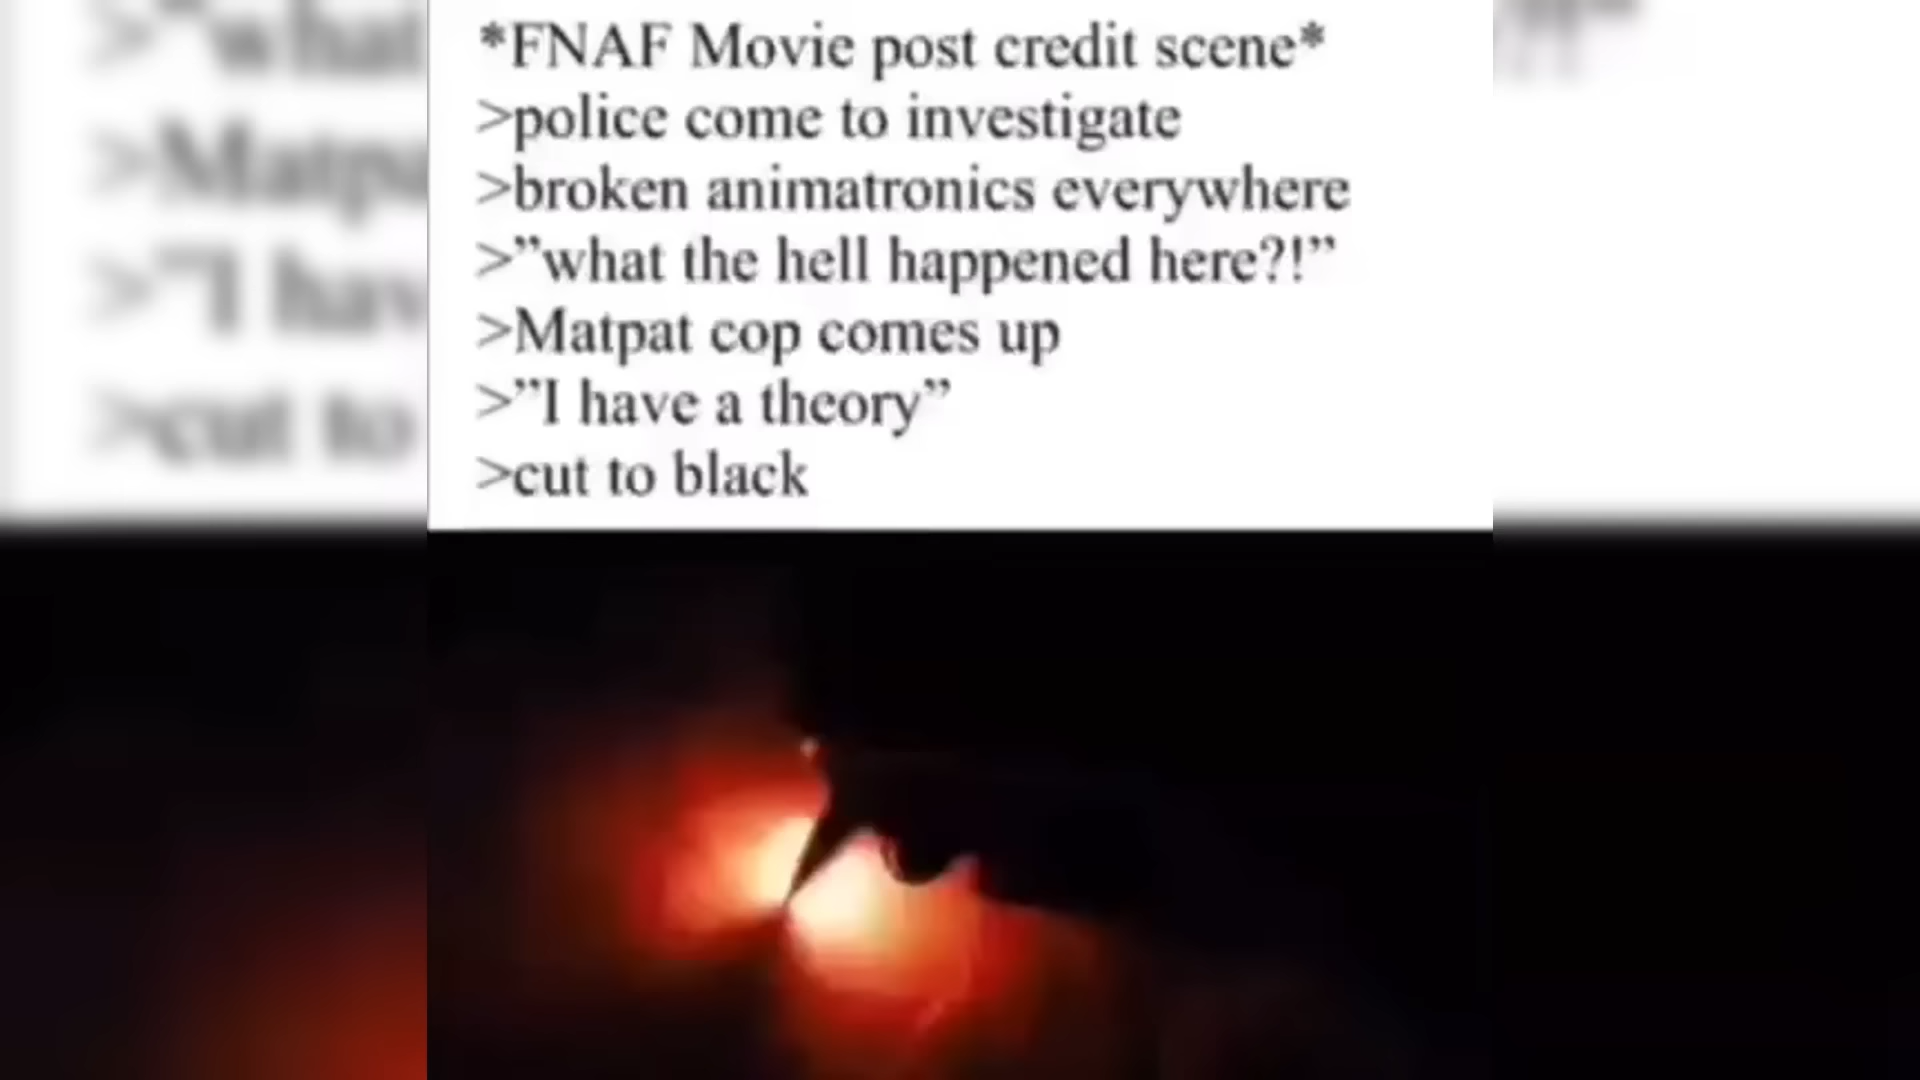 *FNAF Movie post credit scene*
>police come to investigate
>broken animatronics everywhere
>”what the hell happened here?!”
>Matpat cop comes up
>”I have a theory”
>cut to black